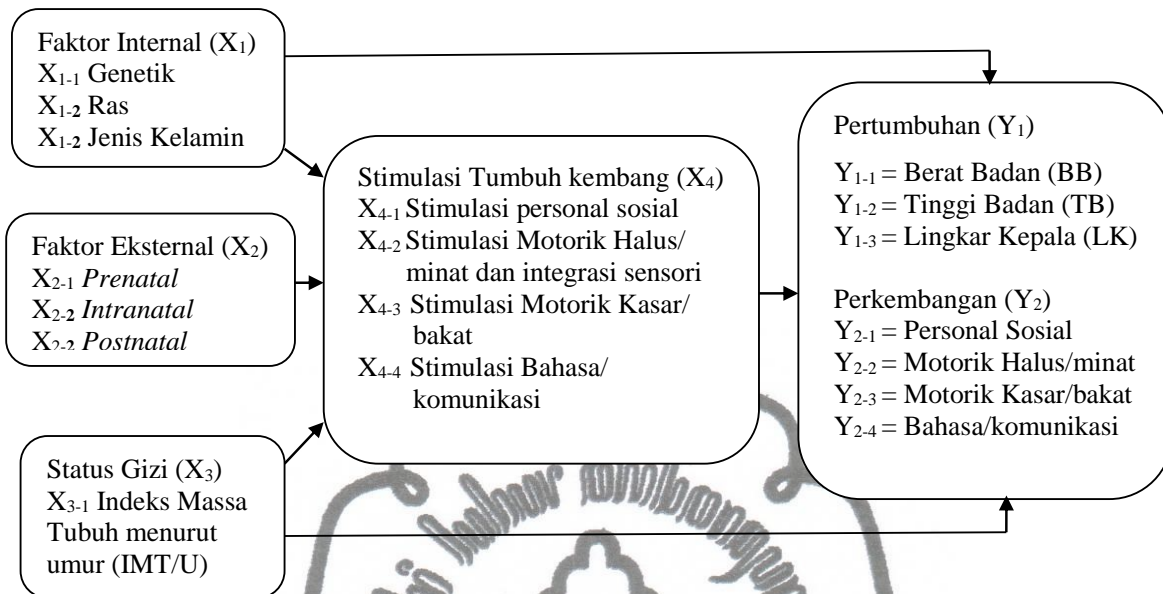 Faktor Internal (X₁)
X₁₋₁ Genetik
X₁₋₂ Ras
X₁₋₂ Jenis Kelamin
Faktor Eksternal (X₂)
X₂₋₁ Prenatal
X₂₋₂ Intranatal
X₂₋₂ Postnatal
Status Gizi (X₃)
X₃₋₁ Indeks Massa
Tubuh menurut
umur (IMT/U)
Stimulasi Tumbuh kembang (X₄)
X₄₋₁ Stimulasi personal sosial
X₄₋₂ Stimulasi Motorik Halus/
minat dan integrasi sensori
X₄₋₃ Stimulasi Motorik Kasar/
bakat
X₄₋₄ Stimulasi Bahasa/
komunikasi
Pertumbuhan (Y₁)
Y₁₋₁ = Berat Badan (BB)
Y₁₋₂ = Tinggi Badan (TB)
Y₁₋₃ = Lingkar Kepala (LK)
Perkembangan (Y₂)
Y₂₋₁ = Personal Sosial
Y₂₋₂ = Motorik Halus/minat
Y₂₋₃ = Motorik Kasar/bakat
Y₂₋₄ = Bahasa/komunikasi